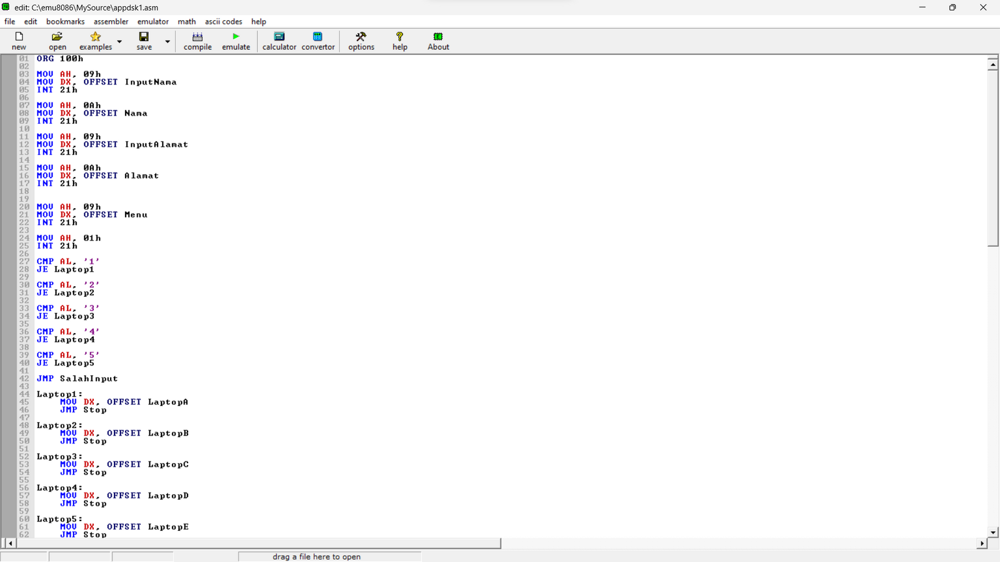 edit: C:\emu8086\MySource\appdsk1.asm
file edit bookmarks assembler emulator math ascii codes help
new open examples save compile emulate calculator convertor options help About
01 ORG 100h
02
03 MOV AH, 09h
04 MOV DX, OFFSET InputNama
05 INT 21h
06
07 MOV AH, 0Ah
08 MOV DX, OFFSET Nama
09 INT 21h
10
11 MOV AH, 09h
12 MOV DX, OFFSET InputAlamat
13 INT 21h
14
15 MOV AH, 0Ah
16 MOV DX, OFFSET Alamat
17 INT 21h
18
19
20 MOV AH, 09h
21 MOV DX, OFFSET Menu
22 INT 21h
23
24 MOV AH, 01h
25 INT 21h
26
27 CMP AL, '1'
28 JE Laptop1
29
30 CMP AL, '2'
31 JE Laptop2
32
33 CMP AL, '3'
34 JE Laptop3
35
36 CMP AL, '4'
37 JE Laptop4
38
39 CMP AL, '5'
40 JE Laptop5
41
42 JMP SalahInput
43
44 Laptop1:
45 MOV DX, OFFSET LaptopA
46 JMP Stop
47
48 Laptop2:
49 MOV DX, OFFSET LaptopB
50 JMP Stop
51
52 Laptop3:
53 MOV DX, OFFSET LaptopC
54 JMP Stop
55
56 Laptop4:
57 MOV DX, OFFSET LaptopD
58 JMP Stop
59
60 Laptop5:
61 MOV DX, OFFSET LaptopE
62 JMP Stop
drag a file here to open